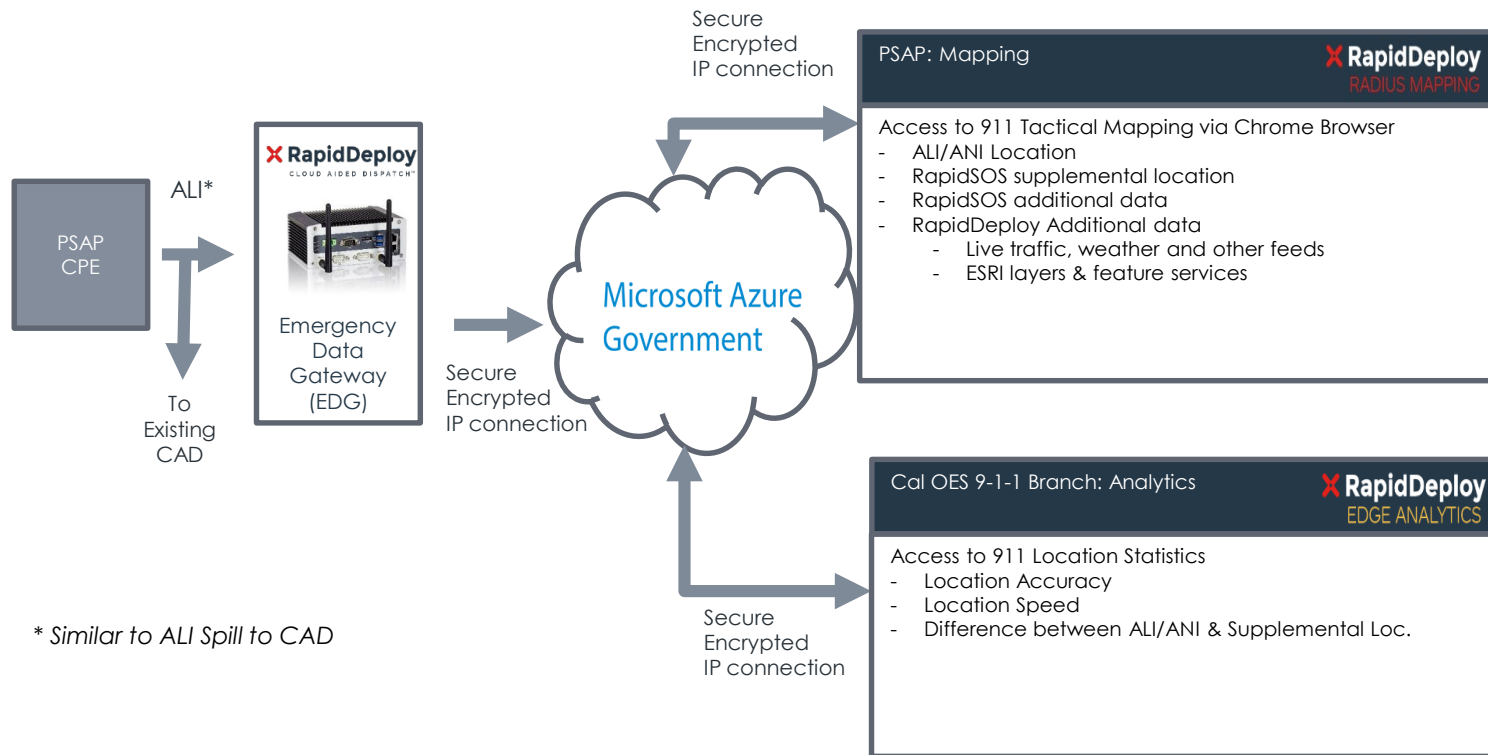 PSAP
CPE
ALI*
To
Existing
CAD
RapidDeploy
CLOUD AIDED DISPATCH™
Emergency
Data
Gateway
(EDG)
Secure
Encrypted
IP connection
Microsoft Azure
Government
Secure
Encrypted
IP connection
PSAP: Mapping
RapidDeploy
RADIUS MAPPING
Access to 911 Tactical Mapping via Chrome Browser
- ALI/ANI Location
- RapidSOS supplemental location
- RapidSOS additional data
- RapidDeploy Additional data
- Live traffic, weather and other feeds
- ESRI layers & feature services
Secure
Encrypted
IP connection
Cal OES 9-1-1 Branch: Analytics
RapidDeploy
EDGE ANALYTICS
Access to 911 Location Statistics
- Location Accuracy
- Location Speed
- Difference between ALI/ANI & Supplemental Loc.
* Similar to ALI Spill to CAD